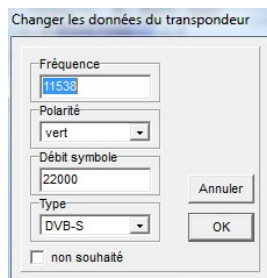 Changer les données du transpondeur
Fréquence
11538
Polarité
vert
Débit symbole
22000
Annuler
Type
DVB-S
OK
non souhaité